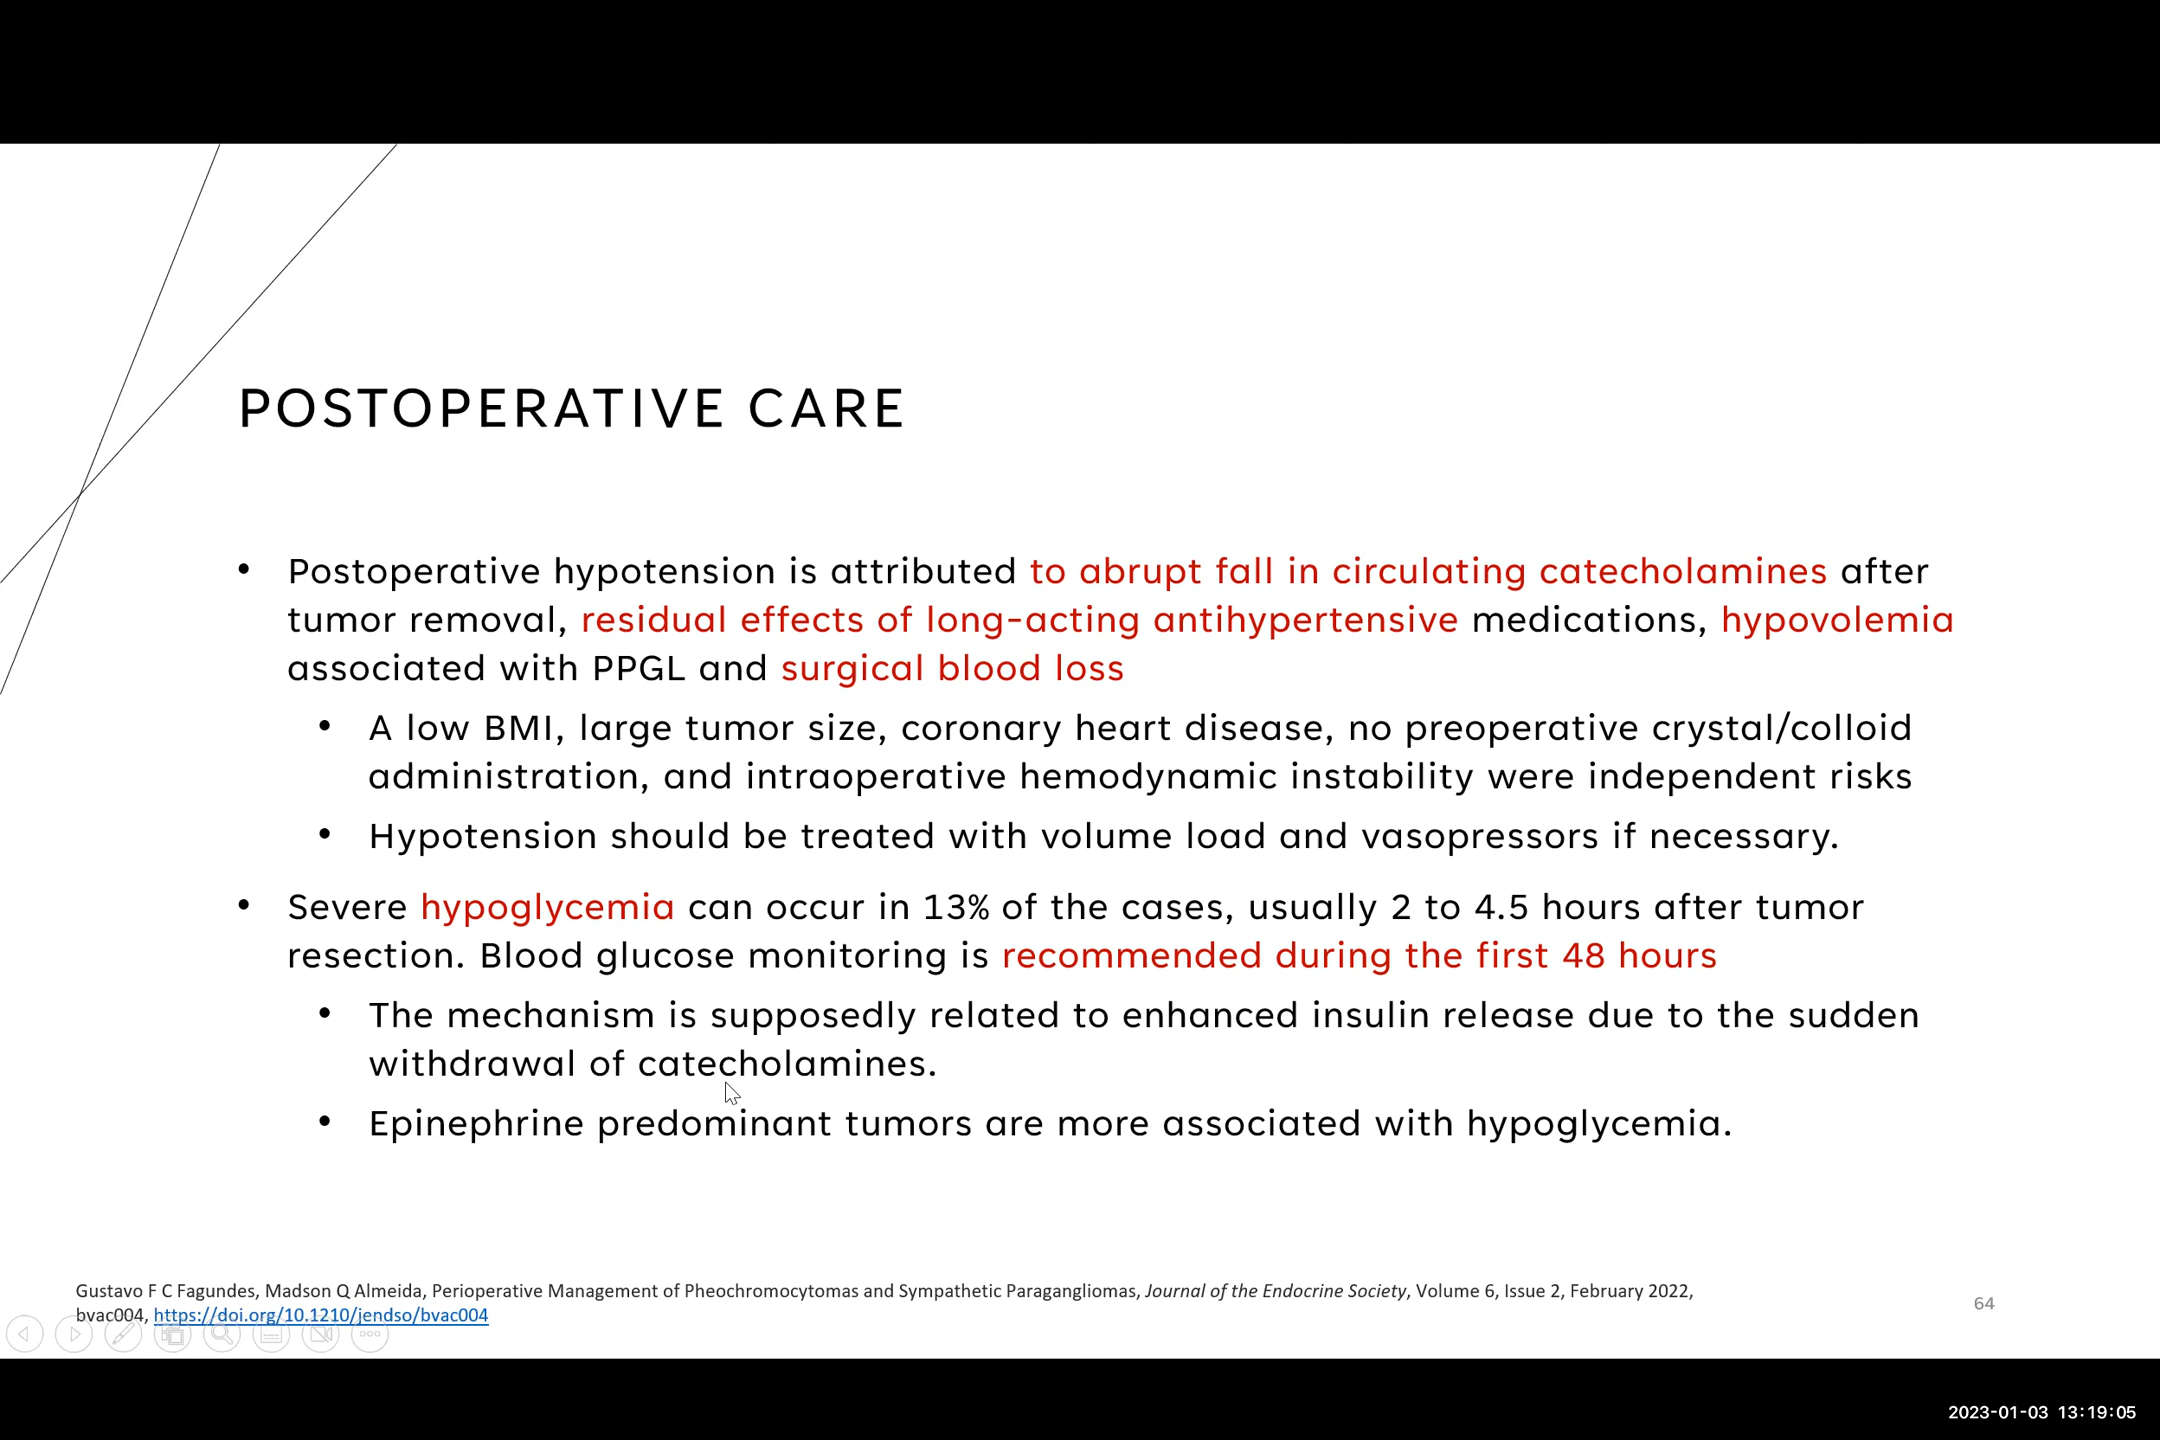 POSTOPERATIVE CARE
• Postoperative hypotension is attributed to abrupt fall in circulating catecholamines after
tumor removal, residual effects of long-acting antihypertensive medications, hypovolemia
associated with PPGL and surgical blood loss
• A low BMI, large tumor size, coronary heart disease, no preoperative crystal/colloid
administration, and intraoperative hemodynamic instability were independent risks
• Hypotension should be treated with volume load and vasopressors if necessary.
• Severe hypoglycemia can occur in 13% of the cases, usually 2 to 4.5 hours after tumor
resection. Blood glucose monitoring is recommended during the first 48 hours
• The mechanism is supposedly related to enhanced insulin release due to the sudden
withdrawal of catecholamines.
• Epinephrine predominant tumors are more associated with hypoglycemia.
Gustavo F C Fagundes, Madson Q Almeida, Perioperative Management of Pheochromocytomas and Sympathetic Paragangliomas, Journal of the Endocrine Society, Volume 6, Issue 2, February 2022,
bvac004, https://doi.org/10.1210/jendso/bvac004
64
2023-01-03 13:19:05